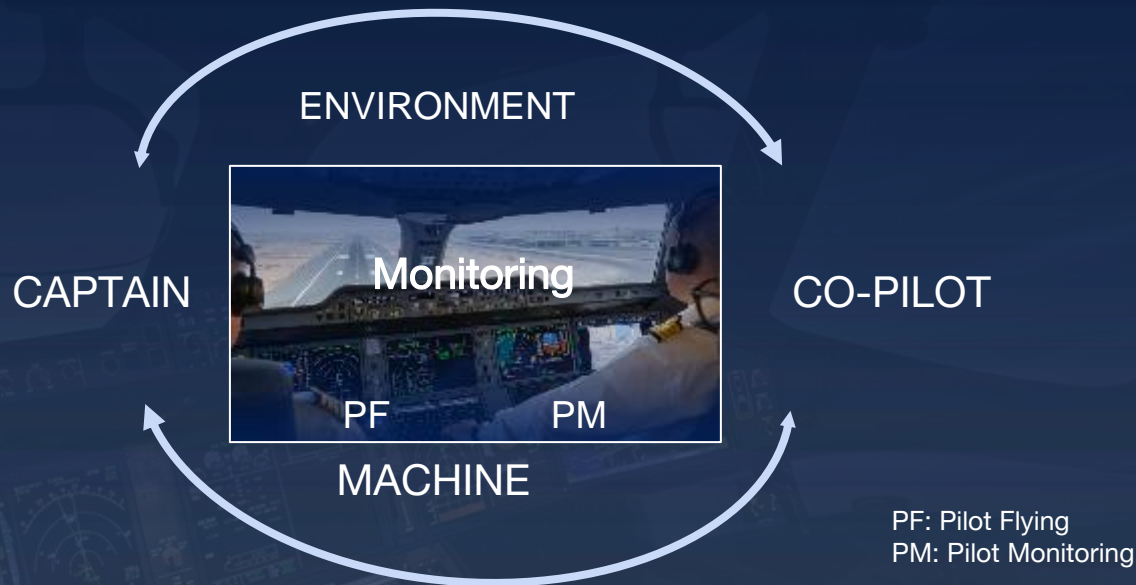 ENVIRONMENT
Monitoring
CAPTAIN
CO-PILOT
PF
PM
MACHINE
PF: Pilot Flying
PM: Pilot Monitoring